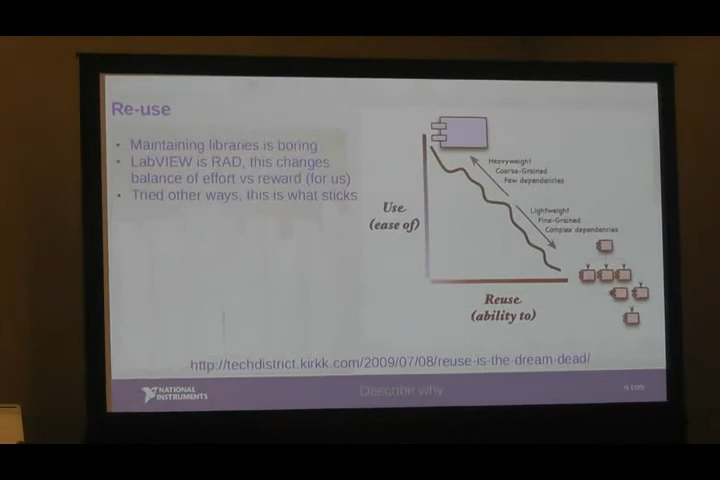 Re-use
• Maintaining libraries is boring
• LabVIEW is RAD, this changes
balance of effort vs reward (for us)
• Tried other ways, this is what sticks
Heavyweight
Coarse-Grained
Few dependencies
Use
(ease of)
Lightweight
Fine-Grained
Complex dependencies
Reuse
(ability to)
http://techdistrict.kirkk.com/2009/07/08/reuse-is-the-dream-dead/
NATIONAL
INSTRUMENTS
Describe why
ni.com